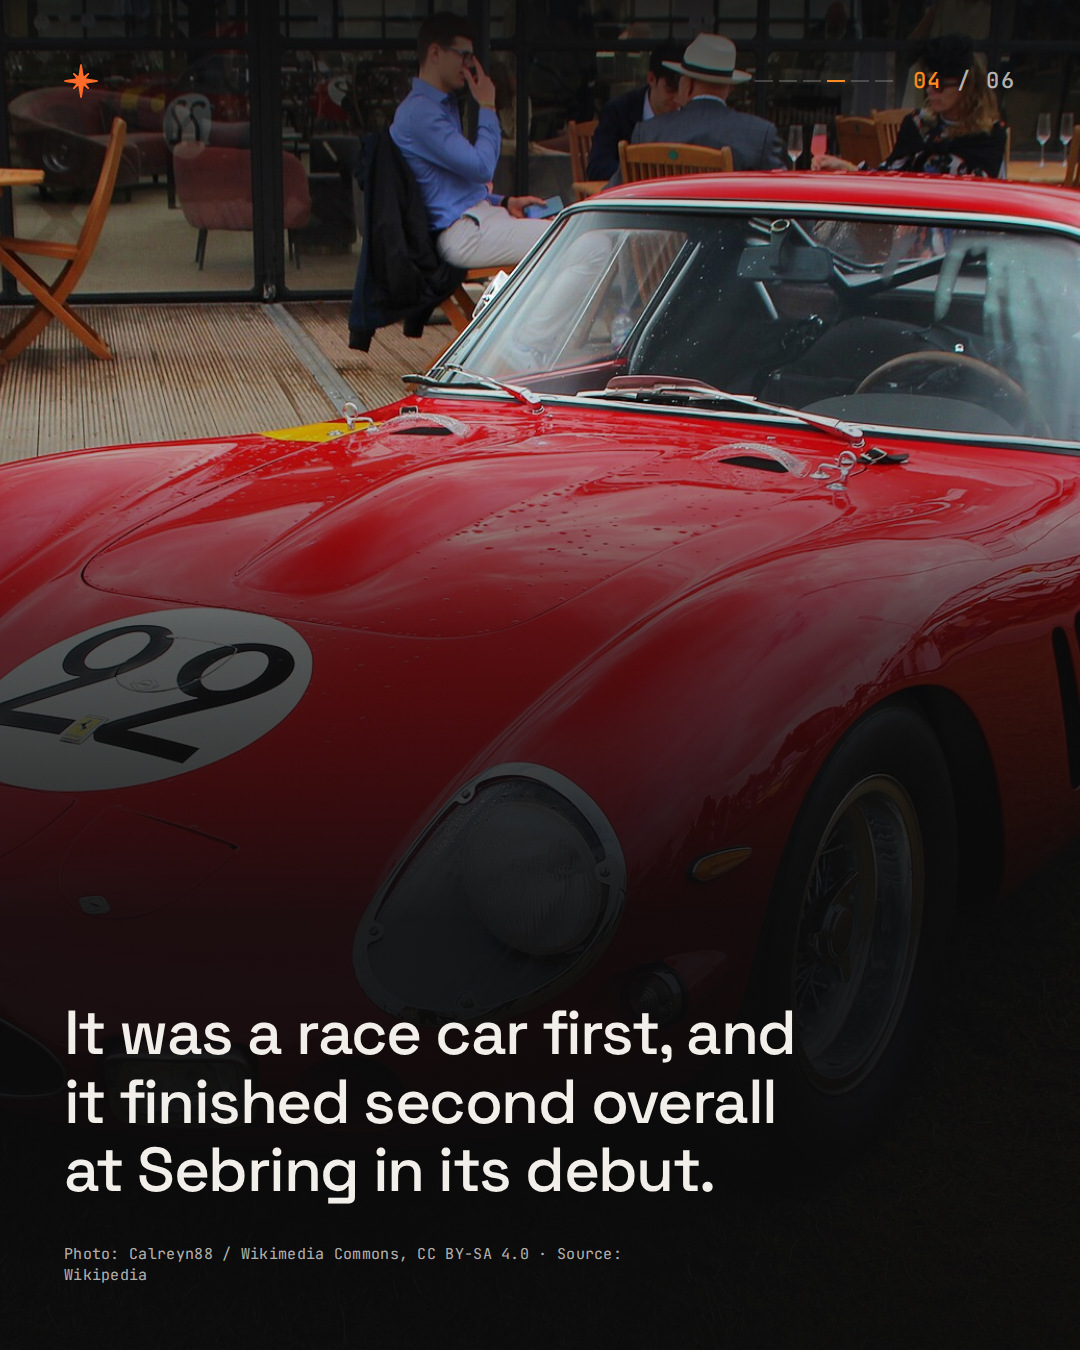 04 / 06
22
It was a race car first, and
it finished second overall
at Sebring in its debut.
Photo: Calreyn88 / Wikimedia Commons, CC BY-SA 4.0 · Source:
Wikipedia